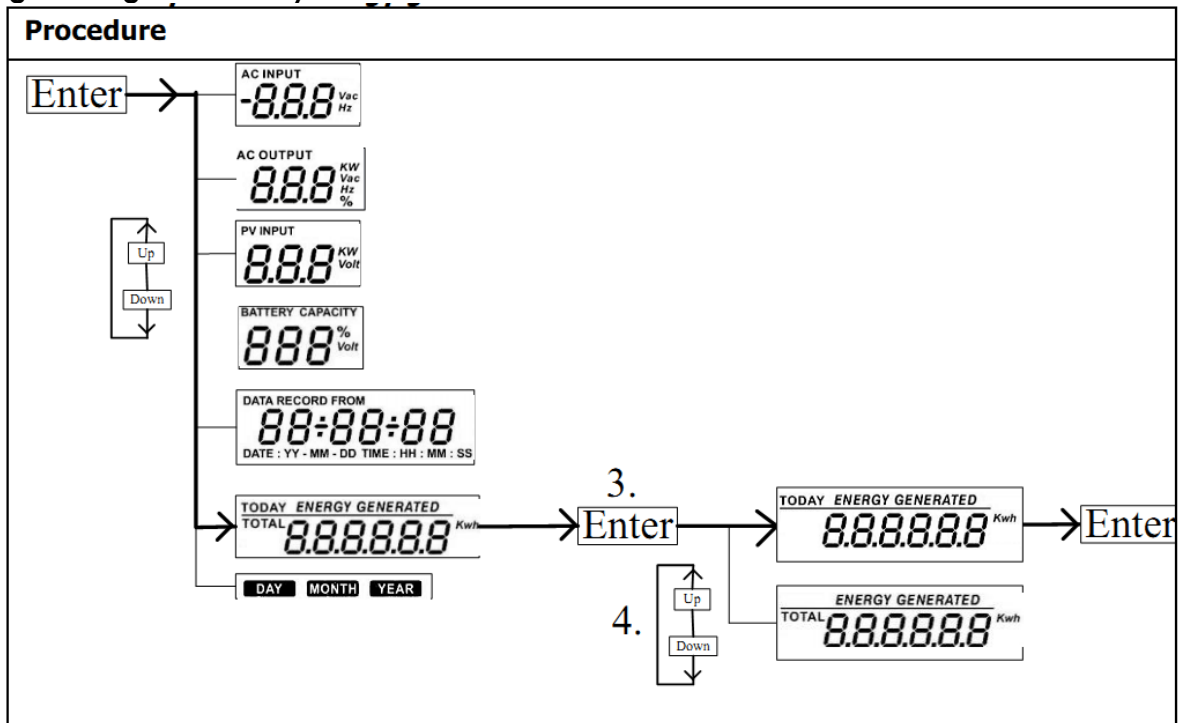 Procedure
Enter
AC INPUT
-8.8.8 Vac
Hz
AC OUTPUT
8.8.8 KW
Vac
Hz
%
Up
Down
PV INPUT
8.8.8 KW
Volt
BATTERY CAPACITY
888 %
Volt
DATA RECORD FROM
88:88:88
DATE : YY - MM - DD TIME : HH : MM : SS
TODAY ENERGY GENERATED
TOTAL 8.8.8.8.8.8 Kwh
DAY MONTH YEAR
3.
Enter
4.
Up
Down
TODAY ENERGY GENERATED
8.8.8.8.8.8 Kwh
Enter
ENERGY GENERATED
TOTAL 8.8.8.8.8.8 Kwh